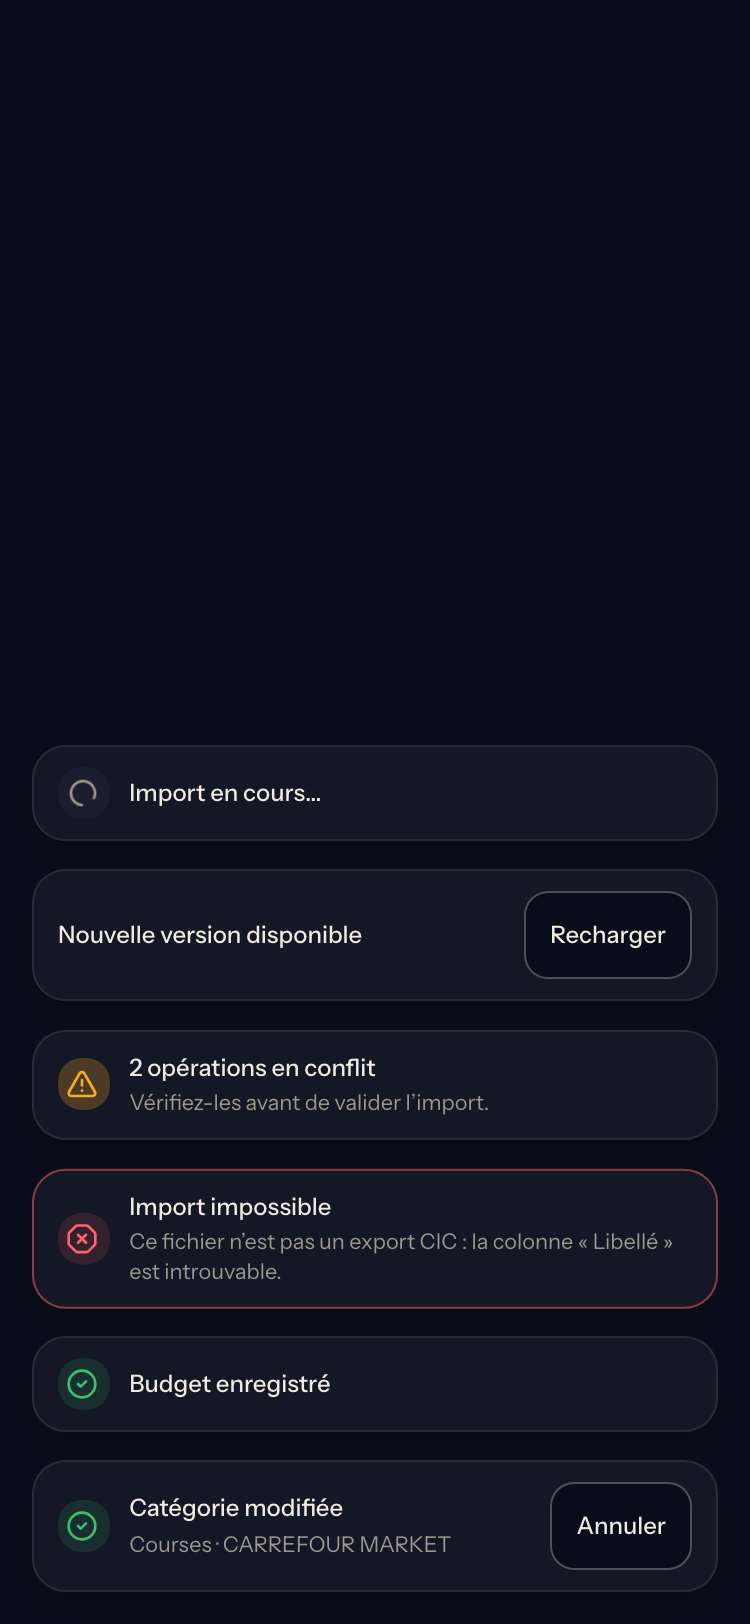 Import en cours…
Nouvelle version disponible
Recharger
2 opérations en conflit
Vérifiez-les avant de valider l’import.
Import impossible
Ce fichier n’est pas un export CIC : la colonne « Libellé »
est introuvable.
Budget enregistré
Catégorie modifiée
Courses · CARREFOUR MARKET
Annuler